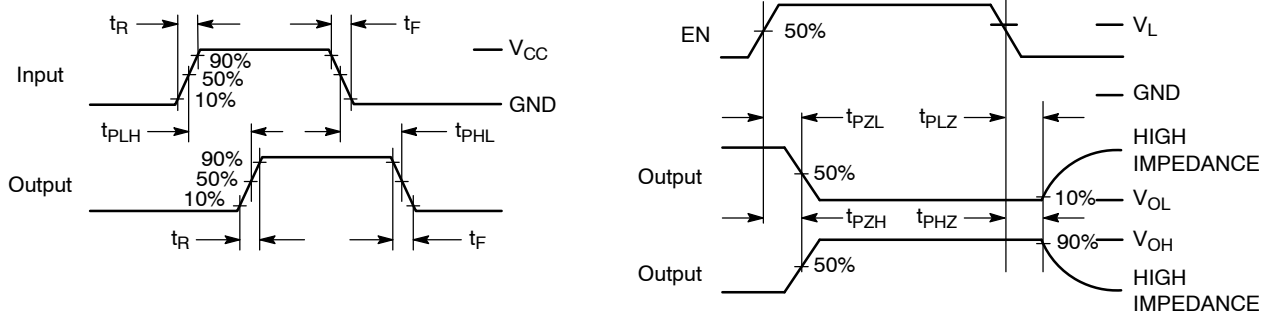 tR
tF
VCC
90%
50%
10%
Input
GND
tPLH
tPHL
90%
50%
10%
Output
tR
tF
EN
50%
VL
GND
tPZL
tPLZ
HIGH
IMPEDANCE
Output
50%
10%
VOL
tPZH
tPHZ
90%
VOH
Output
50%
HIGH
IMPEDANCE